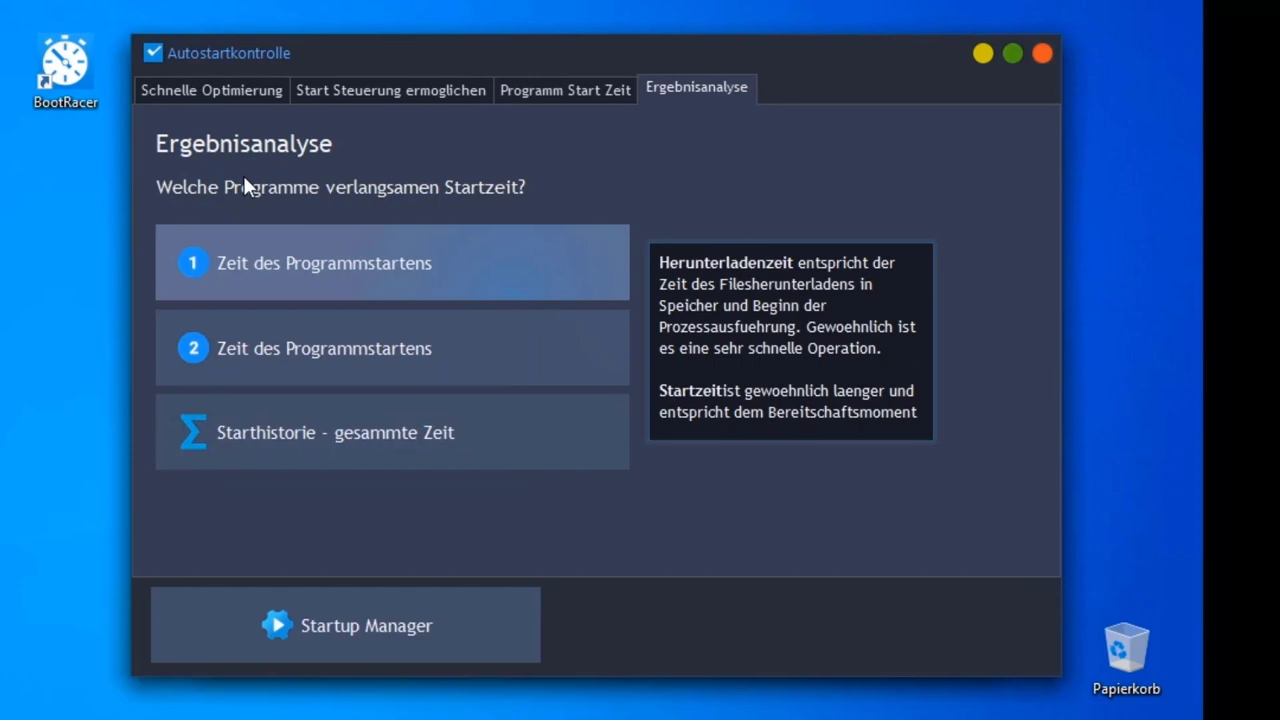 BootRacer
Autostartkontrolle
Schnelle Optimierung
Start Steuerung ermoglichen
Programm Start Zeit
Ergebnisanalyse
Ergebnisanalyse
Welche Programme verlangsamen Startzeit?
1 Zeit des Programmstartens
2 Zeit des Programmstartens
Σ Starthistorie - gesammte Zeit
Herunterladenzeit entspricht der
Zeit des Filesherunterladens in
Speicher und Beginn der
Prozessausfuehrung. Gewoehnlich ist
es eine sehr schnelle Operation.
Startzeitist gewoehnlich laenger und
entspricht dem Bereitschaftsmoment
Startup Manager
Papierkorb